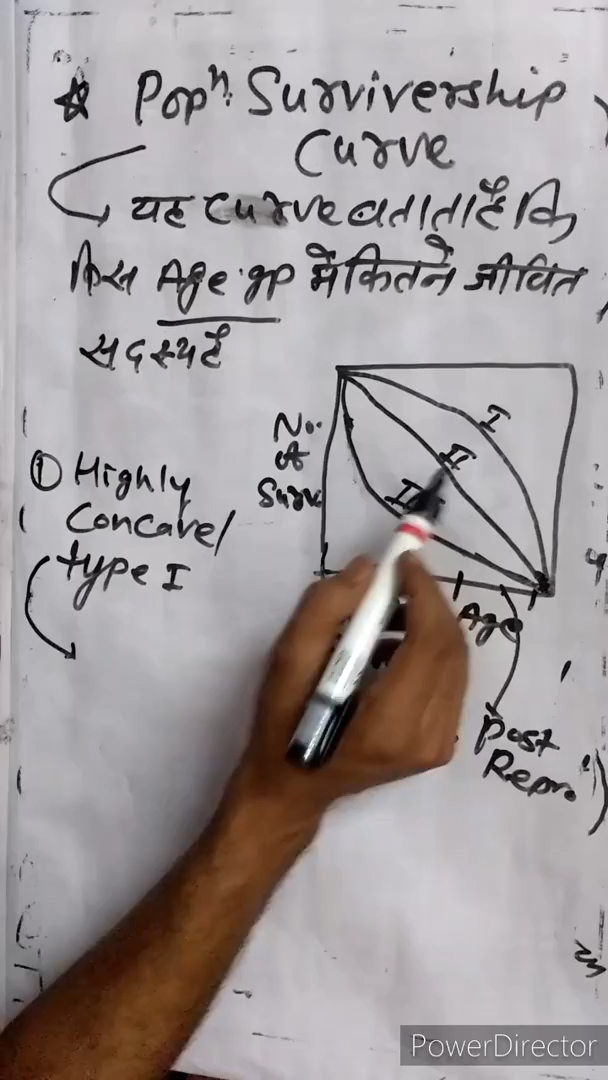 ☆ Popⁿ: Survivership
Curve
यह curve बताता है कि
किस Age gp में कितने जीवित
सदस्य है
No.
of
Surv
I
II
III
① Highly
Concave/
type I
Age
Post
Repro.
PowerDirector